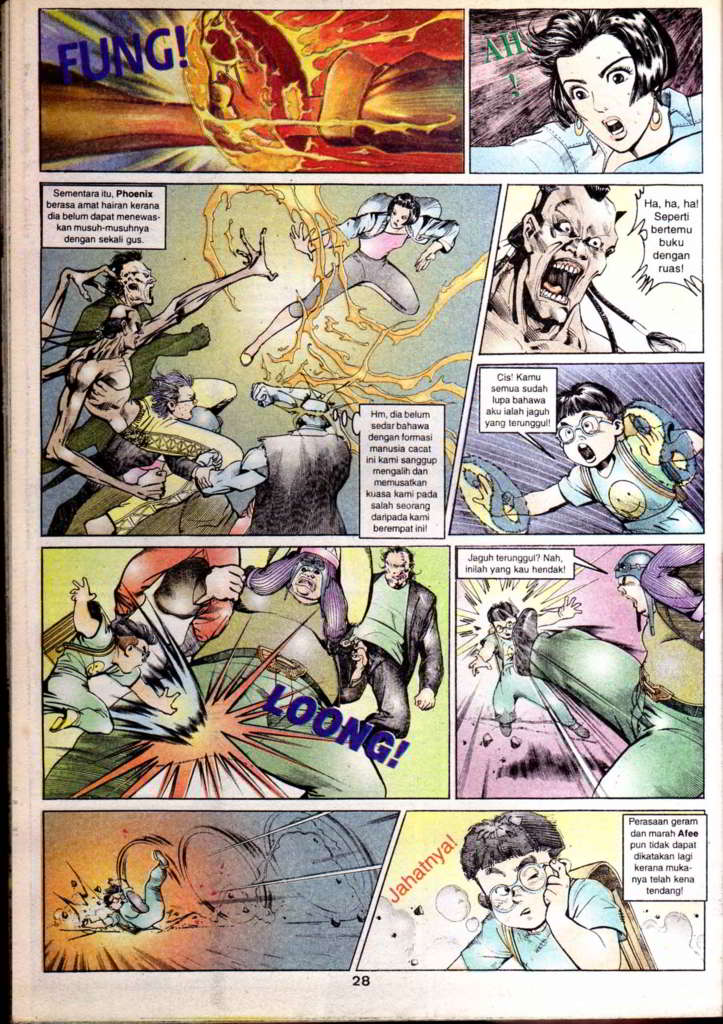 FUNG!
AH
!
Sementara itu, Phoenix
berasa amat hairan kerana
dia belum dapat menewas-
kan musuh-musuhnya
dengan sekali gus.
Ha, ha, ha!
Seperti
bertemu
buku
dengan
ruas!
Hm, dia belum
sedar bahawa
dengan formasi
manusia cacat
ini kami sanggup
mengalih dan
memusatkan
kuasa kami pada
salah seorang
daripada kami
berempat ini!
Cis! Kamu
semua sudah
lupa bahawa
aku ialah jaguh
yang terunggul!
LOONG!
Jaguh terunggul? Nah,
inilah yang kau hendak!
Jahatnya!
Perasaan geram
dan marah Afee
pun tidak dapat
dikatakan lagi
kerana muka-
nya telah kena
tendang!
28